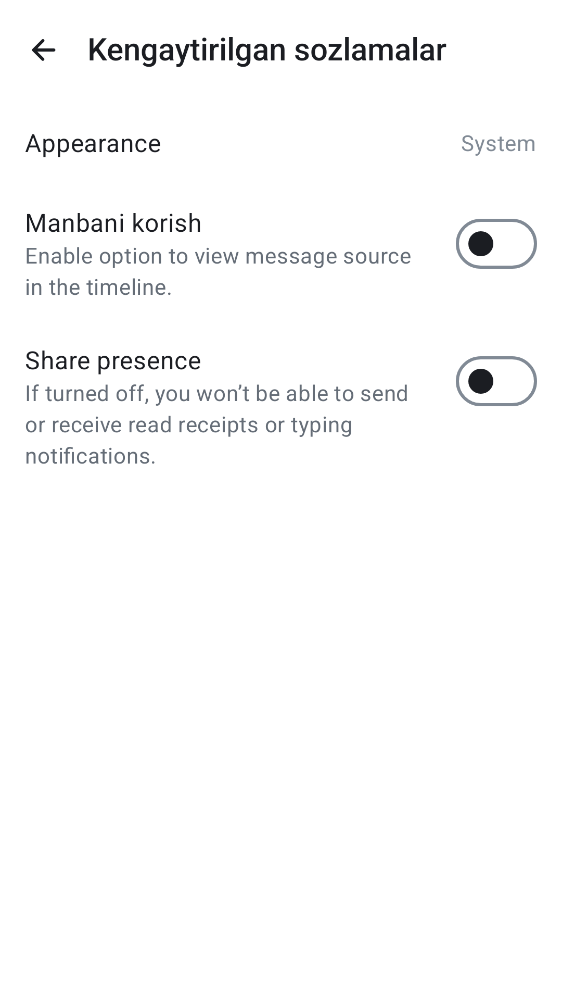 Kengaytirilgan sozlamalar
Appearance
System
Manbani korish
Enable option to view message source
in the timeline.
Share presence
If turned off, you won’t be able to send
or receive read receipts or typing
notifications.